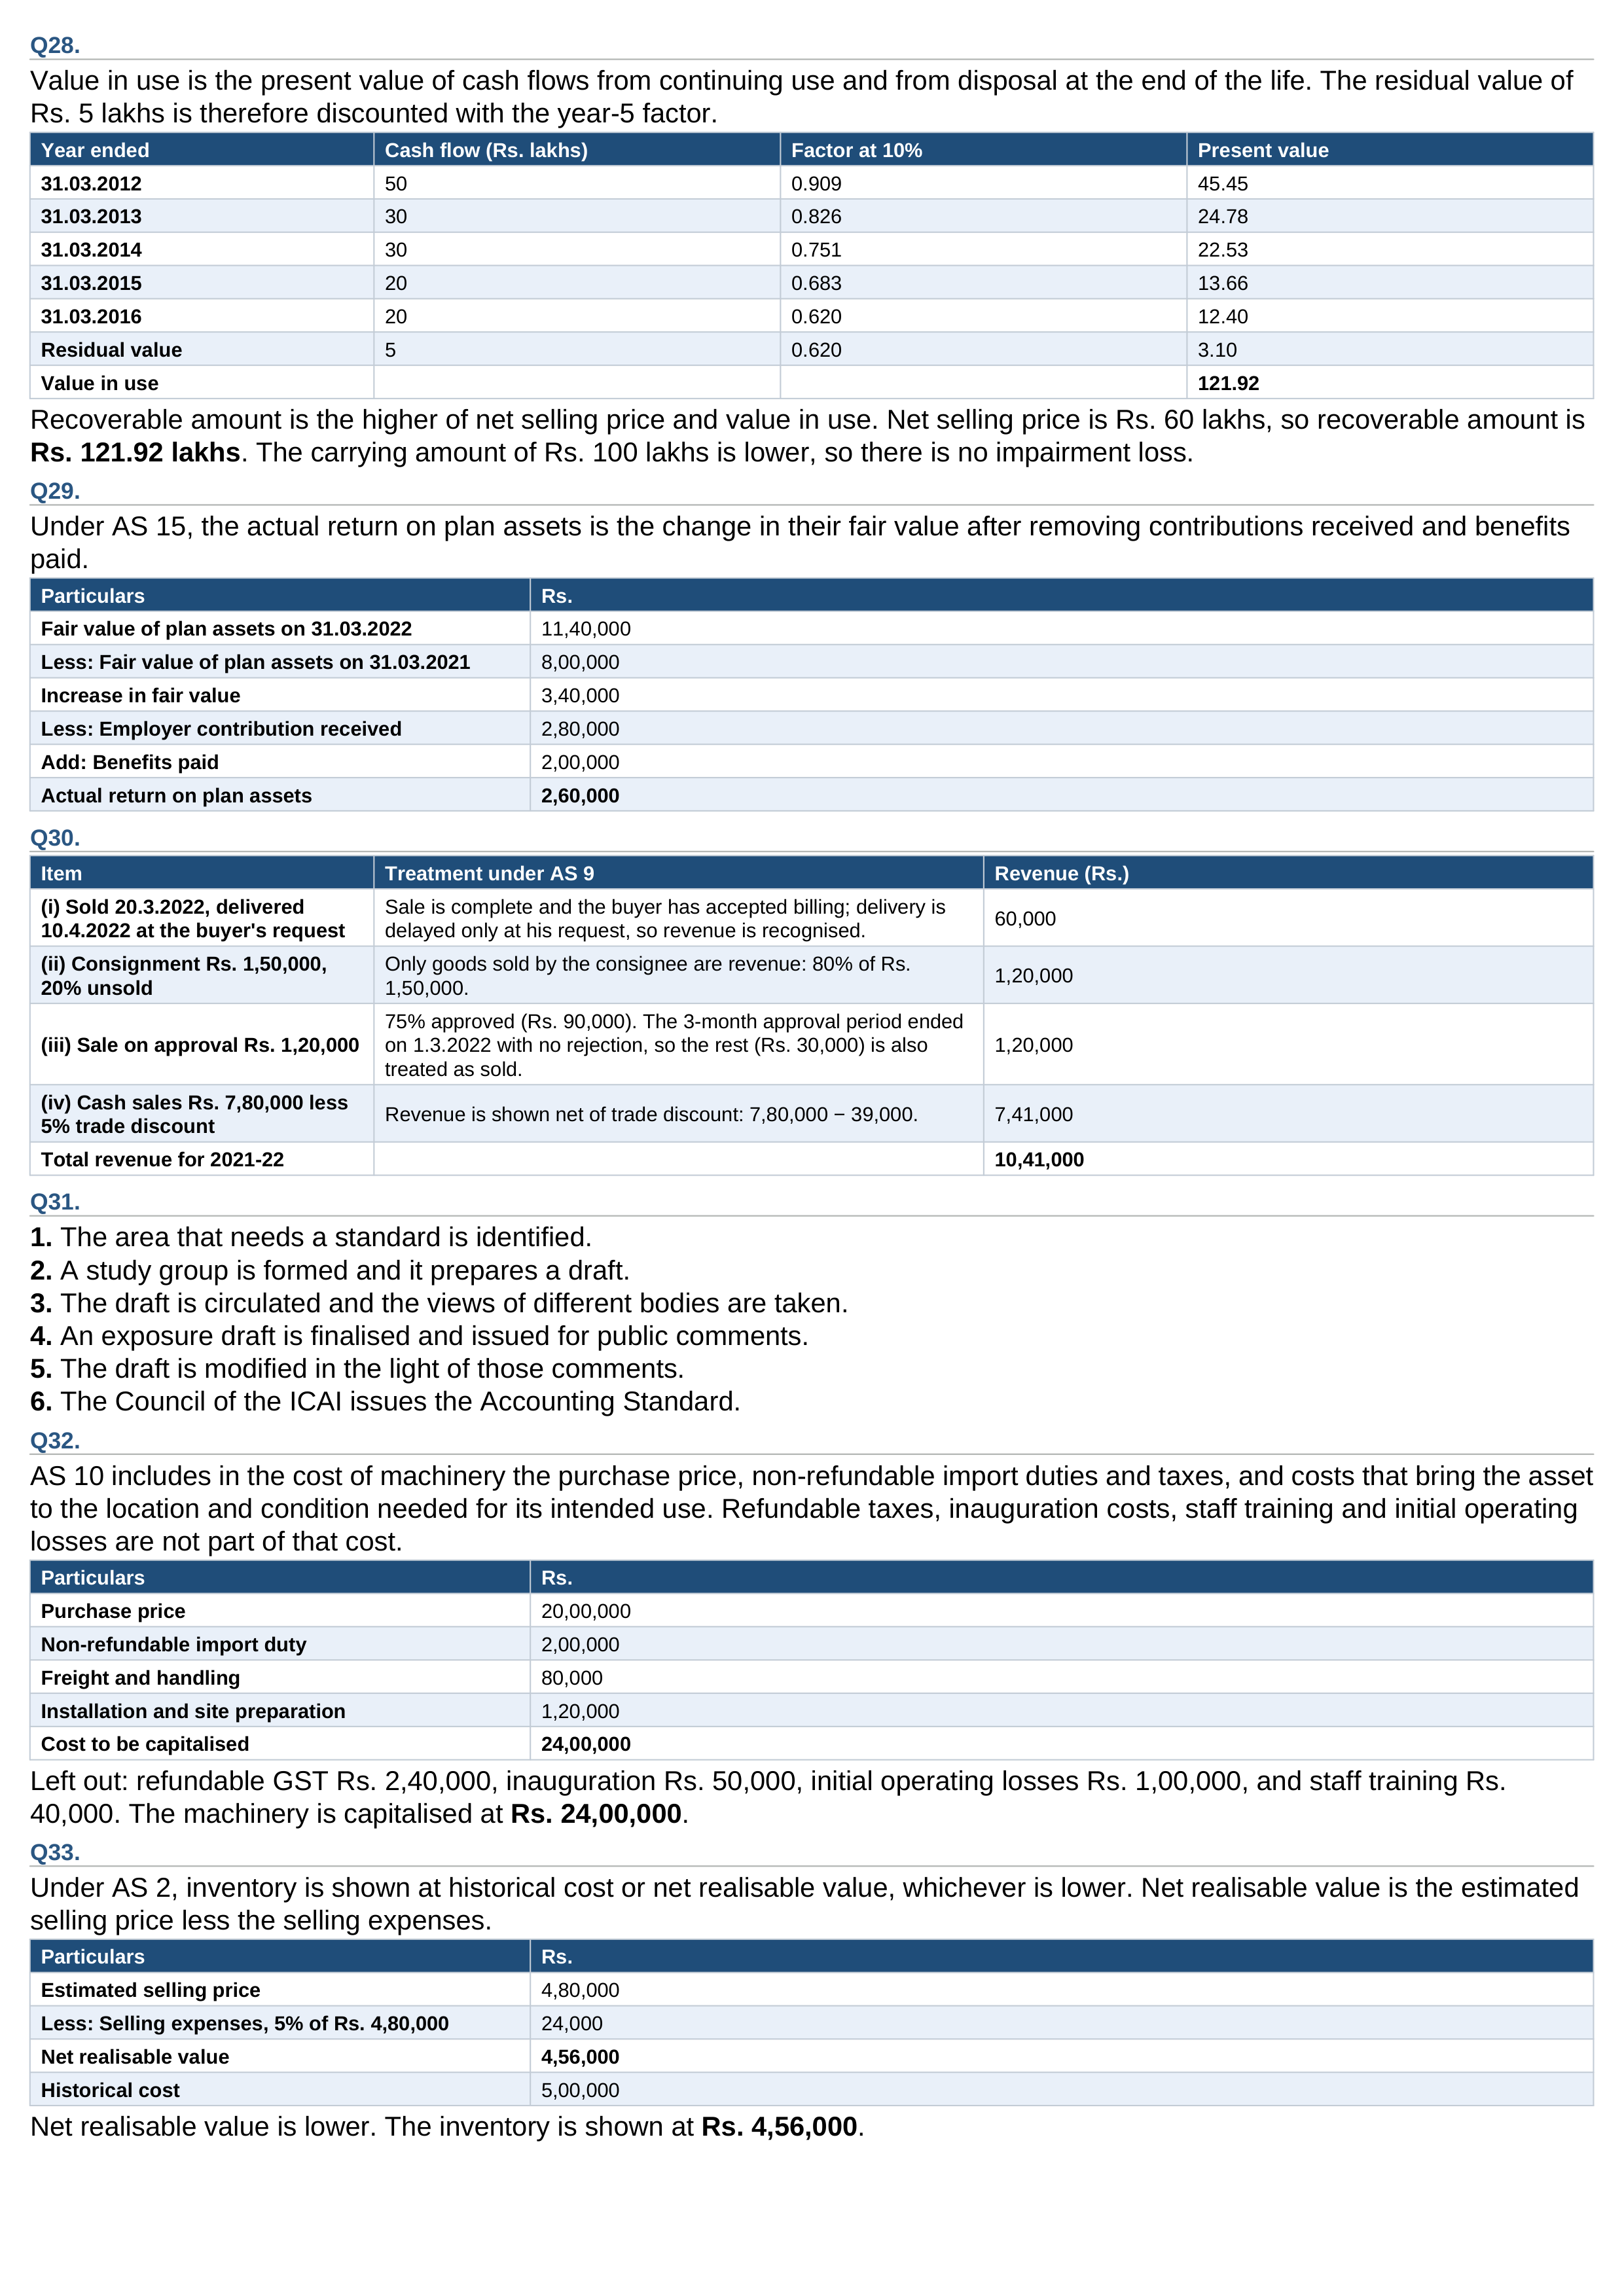 Q28.
Value in use is the present value of cash flows from continuing use and from disposal at the end of the life. The residual value of
Rs. 5 lakhs is therefore discounted with the year-5 factor.
Year ended Cash flow (Rs. lakhs) Factor at 10% Present value
31.03.2012 50 0.909 45.45
31.03.2013 30 0.826 24.78
31.03.2014 30 0.751 22.53
31.03.2015 20 0.683 13.66
31.03.2016 20 0.620 12.40
Residual value 5 0.620 3.10
Value in use 121.92
Recoverable amount is the higher of net selling price and value in use. Net selling price is Rs. 60 lakhs, so recoverable amount is
Rs. 121.92 lakhs. The carrying amount of Rs. 100 lakhs is lower, so there is no impairment loss.
Q29.
Under AS 15, the actual return on plan assets is the change in their fair value after removing contributions received and benefits
paid.
Particulars Rs.
Fair value of plan assets on 31.03.2022 11,40,000
Less: Fair value of plan assets on 31.03.2021 8,00,000
Increase in fair value 3,40,000
Less: Employer contribution received 2,80,000
Add: Benefits paid 2,00,000
Actual return on plan assets 2,60,000
Q30.
Item Treatment under AS 9 Revenue (Rs.)
(i) Sold 20.3.2022, delivered
10.4.2022 at the buyer's request
Sale is complete and the buyer has accepted billing; delivery is
delayed only at his request, so revenue is recognised.
60,000
(ii) Consignment Rs. 1,50,000,
20% unsold
Only goods sold by the consignee are revenue: 80% of Rs.
1,50,000.
1,20,000
(iii) Sale on approval Rs. 1,20,000
75% approved (Rs. 90,000). The 3-month approval period ended
on 1.3.2022 with no rejection, so the rest (Rs. 30,000) is also
treated as sold.
1,20,000
(iv) Cash sales Rs. 7,80,000 less
5% trade discount
Revenue is shown net of trade discount: 7,80,000 − 39,000.
7,41,000
Total revenue for 2021-22 10,41,000
Q31.
1. The area that needs a standard is identified.
2. A study group is formed and it prepares a draft.
3. The draft is circulated and the views of different bodies are taken.
4. An exposure draft is finalised and issued for public comments.
5. The draft is modified in the light of those comments.
6. The Council of the ICAI issues the Accounting Standard.
Q32.
AS 10 includes in the cost of machinery the purchase price, non-refundable import duties and taxes, and costs that bring the asset
to the location and condition needed for its intended use. Refundable taxes, inauguration costs, staff training and initial operating
losses are not part of that cost.
Particulars Rs.
Purchase price 20,00,000
Non-refundable import duty 2,00,000
Freight and handling 80,000
Installation and site preparation 1,20,000
Cost to be capitalised 24,00,000
Left out: refundable GST Rs. 2,40,000, inauguration Rs. 50,000, initial operating losses Rs. 1,00,000, and staff training Rs.
40,000. The machinery is capitalised at Rs. 24,00,000.
Q33.
Under AS 2, inventory is shown at historical cost or net realisable value, whichever is lower. Net realisable value is the estimated
selling price less the selling expenses.
Particulars Rs.
Estimated selling price 4,80,000
Less: Selling expenses, 5% of Rs. 4,80,000 24,000
Net realisable value 4,56,000
Historical cost 5,00,000
Net realisable value is lower. The inventory is shown at Rs. 4,56,000.